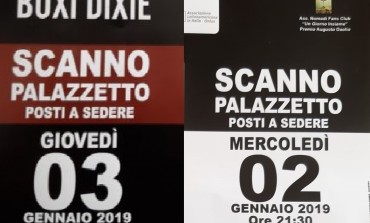 BOXI DIXIE
SCANNO
PALAZZETTO
POSTI A SEDERE
GIOVEDÌ
03
GENNAIO 2019
Ass. Nomadi Fans Club
"Un Giorno Insieme"
Premio Augusto Daolio
SCANNO
PALAZZETTO
POSTI A SEDERE
MERCOLEDÌ
02
GENNAIO 2019
Ore 21:30